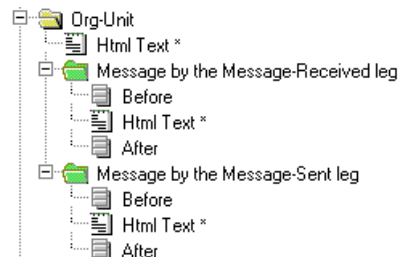 Org-Unit
Html Text *
Message by the Message-Received leg
Before
Html Text *
After
Message by the Message-Sent leg
Before
Html Text *
After